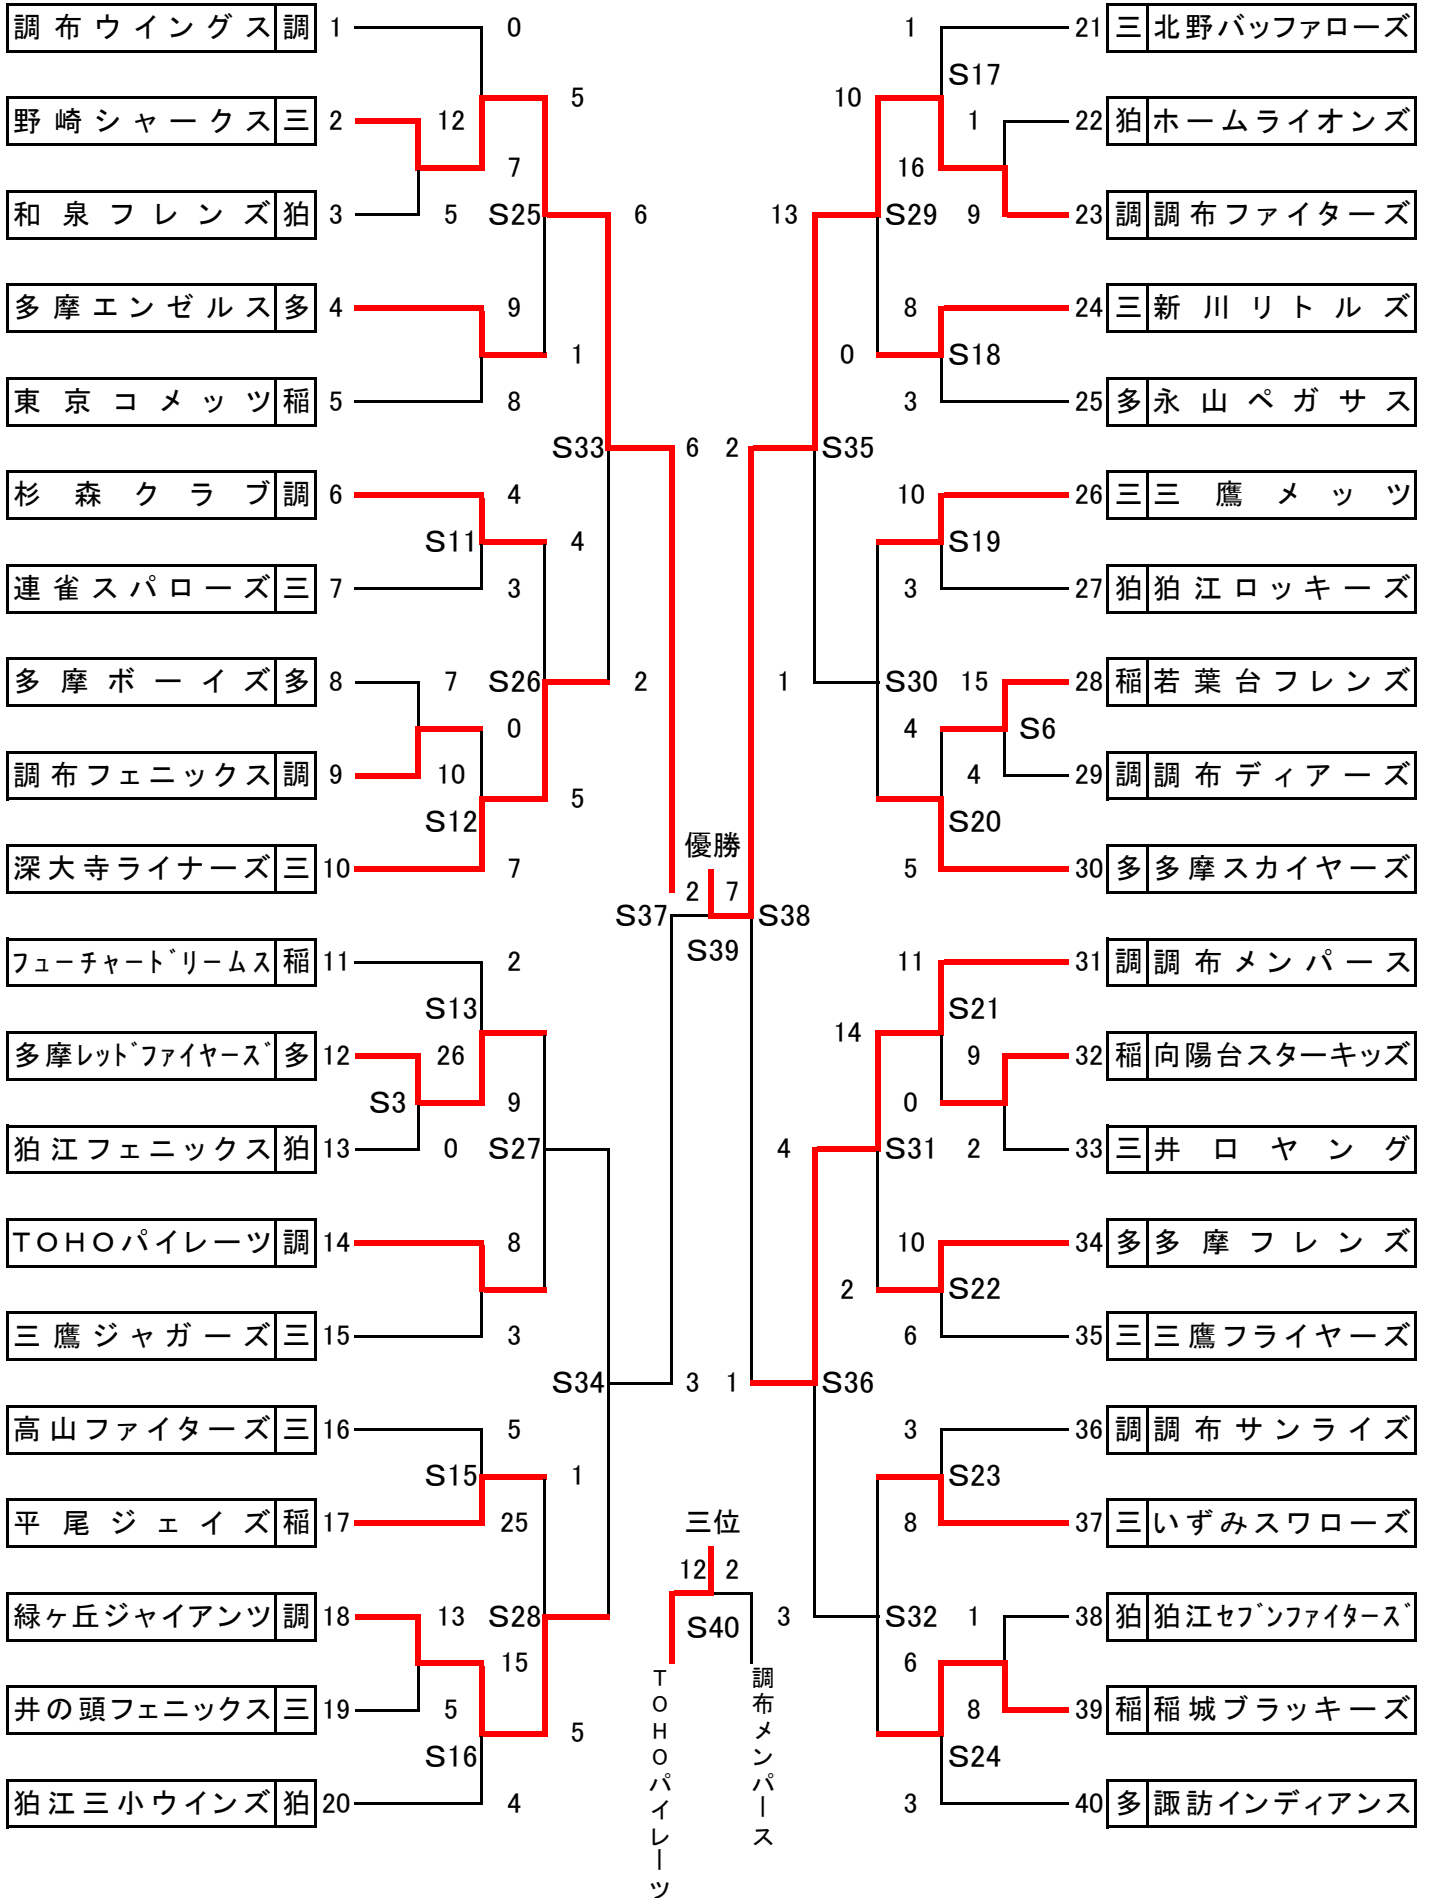 調布ウイングス 調 1 0
野崎シャークス 三 2 12 5
7
和泉フレンズ 狛 3 5 S25 6
多摩エンゼルス 多 4 9
1
東京コメッツ 稲 5 8
S33 6
杉森クラブ 調 6 4
S11 4
連雀スパローズ 三 7 3
多摩ボーイズ 多 8 7 S26 2
0
調布フェニックス 調 9 10
S12 5
深大寺ライナーズ 三 10 7
フューチャードリームス 稲 11 2
S13
多摩レッドファイヤーズ 多 12 26
S3 9
狛江フェニックス 狛 13 0 S27
TOHOパイレーツ 調 14 8
三鷹ジャガーズ 三 15 3
S34 3
高山ファイターズ 三 16 5
S15 1
平尾ジェイズ 稲 17 25
緑ヶ丘ジャイアンツ 調 18 13 S28
15
井の頭フェニックス 三 19 5
S16 5
狛江三小ウインズ 狛 20 4
優勝
2 7
S37 S38
S39
三位
12 2
S40
TOHOパイレーツ
調布メンパース
1 21 三 北野バッファローズ
S17
10 1 22 狛 ホームライオンズ
16
13 S29 9 23 調 調布ファイターズ
8 24 三 新川リトルズ
0 S18
3 25 多 永山ペガサス
2 S35
10 26 三 三鷹メッツ
S19
3 27 狛 狛江ロッキーズ
1 S30 15 28 稲 若葉台フレンズ
4 S6
4 29 調 調布ディアーズ
S20
5 30 多 多摩スカイヤーズ
11 31 調 調布メンパース
14 S21
9 32 稲 向陽台スターキッズ
0
4 S31 2 33 三 井口ヤング
10 34 多 多摩フレンズ
2 S22
6 35 三 三鷹フライヤーズ
1 S36
3 36 調 調布サンライズ
S23
8 37 三 いずみスワローズ
3 S32 1 38 狛 狛江セブンファイターズ
6
8 39 稲 稲城ブラッキーズ
S24
3 40 多 諏訪インディアンス